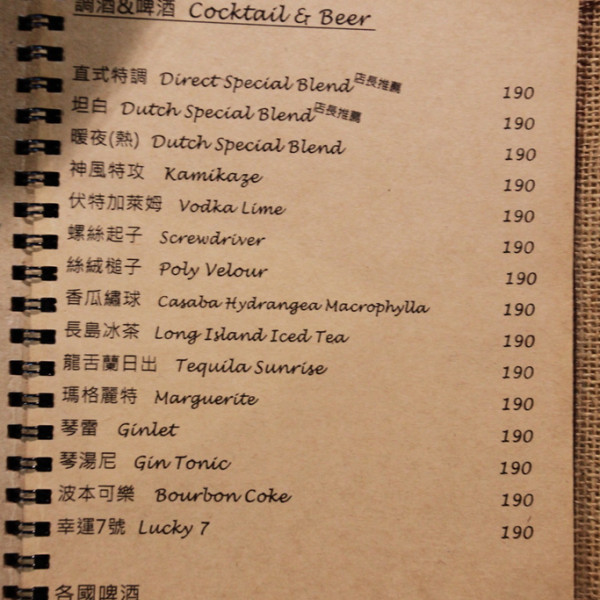 調酒&啤酒 Cocktail & Beer
直式特調 Direct Special Blend 店長推薦 190
坦白 Dutch Special Blend 店長推薦 190
暖夜(熱) Dutch Special Blend 190
神風特攻 Kamikaze 190
伏特加萊姆 Vodka Lime 190
螺絲起子 Screwdriver 190
絲絨槌子 Poly Velour 190
香瓜繡球 Casaba Hydrangea Macrophylla 190
長島冰茶 Long Island Iced Tea 190
龍舌蘭日出 Tequila Sunrise 190
瑪格麗特 Marguerite 190
琴蕾 Ginlet 190
琴湯尼 Gin Tonic 190
波本可樂 Bourbon Coke 190
幸運7號 Lucky 7 190
各國啤酒